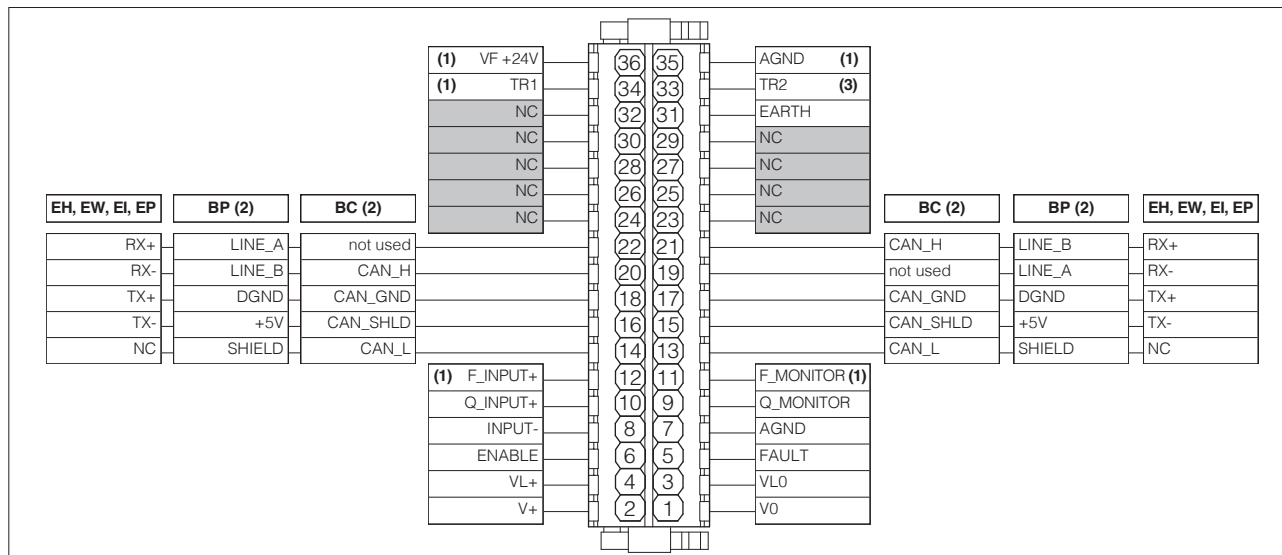 (1) VF +24V 36 35 AGND (1)
(1) TR1 34 33 TR2 (3)
NC 32 31 EARTH
NC 30 29 NC
NC 28 27 NC
NC 26 25 NC
NC 24 23 NC
EH, EW, EI, EP BP (2) BC (2) BC (2) BP (2) EH, EW, EI, EP
RX+ LINE_A not used 22 21 CAN_H LINE_B RX+
RX- LINE_B CAN_H 20 19 not used LINE_A RX-
TX+ DGND CAN_GND 18 17 CAN_GND DGND TX+
TX- +5V CAN_SHLD 16 15 CAN_SHLD +5V TX-
NC SHIELD CAN_L 14 13 CAN_L SHIELD NC
(1) F_INPUT+ 12 11 F_MONITOR (1)
Q_INPUT+ 10 9 Q_MONITOR
INPUT- 8 7 AGND
ENABLE 6 5 FAULT
VL+ 4 3 VL0
V+ 2 1 V0